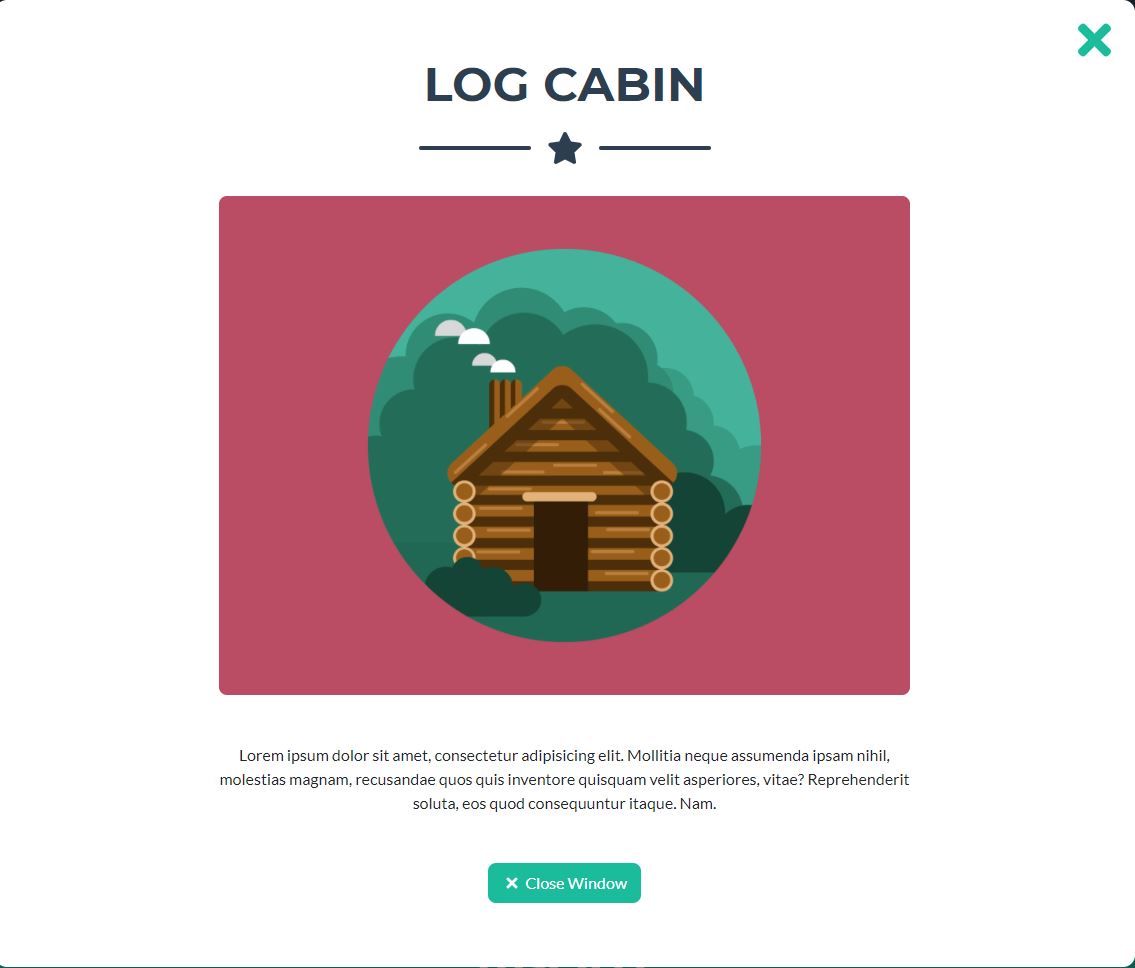 LOG CABIN
Lorem ipsum dolor sit amet, consectetur adipisicing elit. Mollitia neque assumenda ipsam nihil,
molestias magnam, recusandae quos quis inventore quisquam velit asperiores, vitae? Reprehenderit
soluta, eos quod consequuntur itaque. Nam.
Close Window